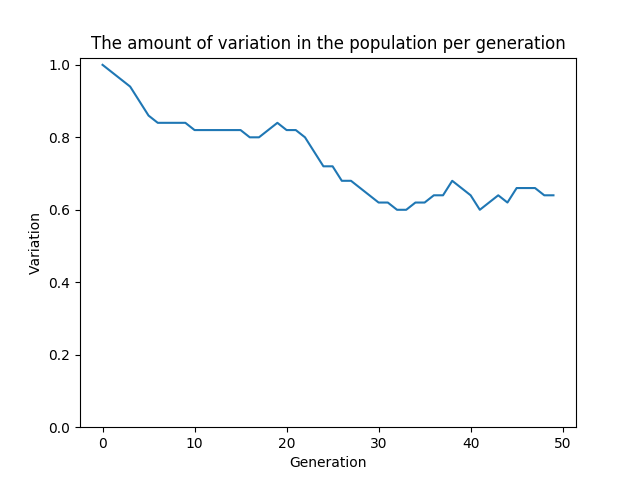 The amount of variation in the population per generation
1.0
0.8
0.6
0.4
0.2
0.0
Variation
0 10 20 30 40 50
Generation